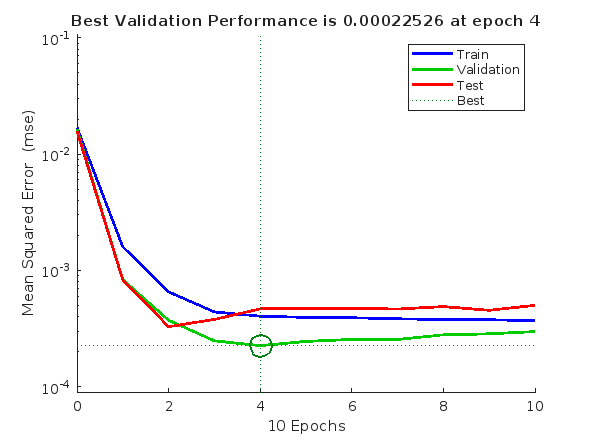 Best Validation Performance is 0.00022526 at epoch 4
Mean Squared Error (mse)
10^-1
10^-2
10^-3
10^-4
Train
Validation
Test
Best
0 2 4 6 8 10
10 Epochs